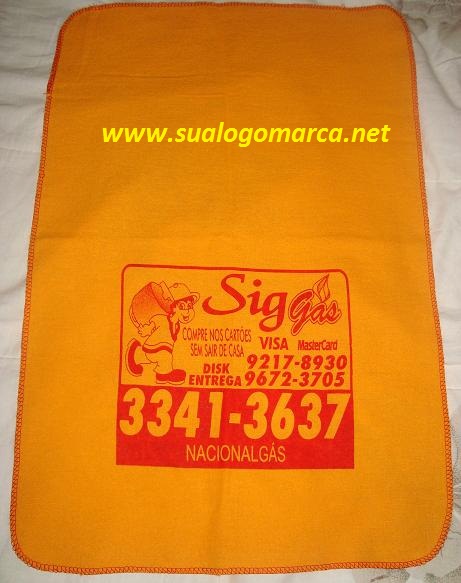 www.sualogomarca.net
Sig Gás
COMPRE NOS CARTÕES
SEM SAIR DE CASA
VISA MasterCard
DISK ENTREGA
9217-8930
9672-3705
3341-3637
NACIONALGÁS